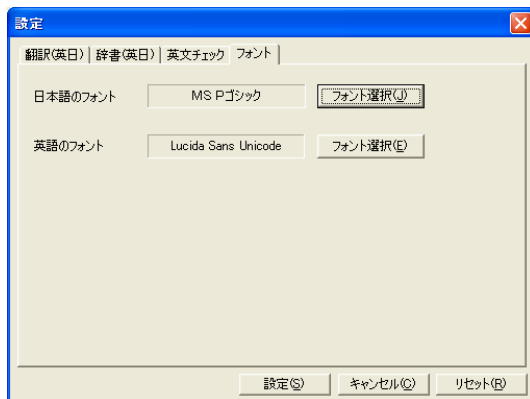 設定
翻訳(英日) 辞書(英日) 英文チェック フォント
日本語のフォント MS Pゴシック フォント選択(J)
英語のフォント Lucida Sans Unicode フォント選択(E)
設定(S) キャンセル(C) リセット(R)